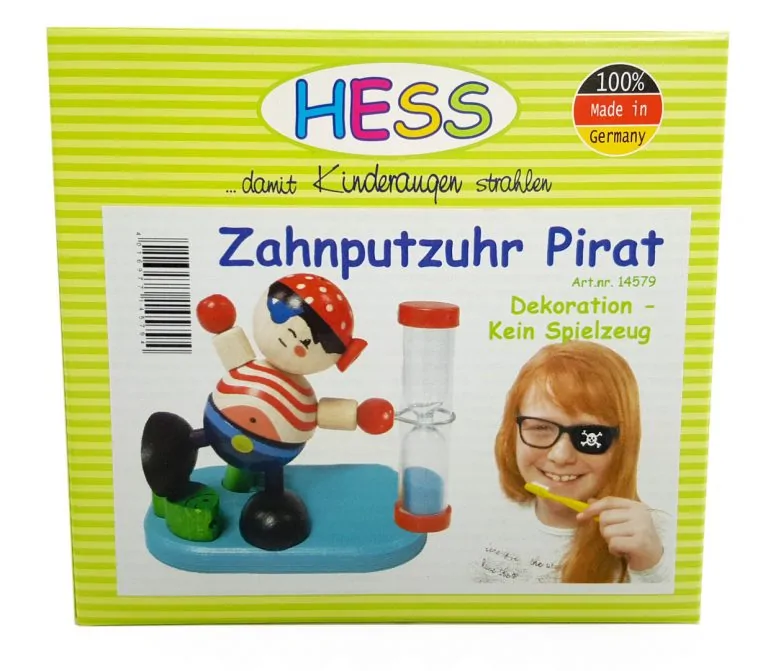 HESS
100%
Made in
Germany
...damit Kinderaugen strahlen
Zahnputzuhr Pirat
Art.nr. 14579
Dekoration -
Kein Spielzeug